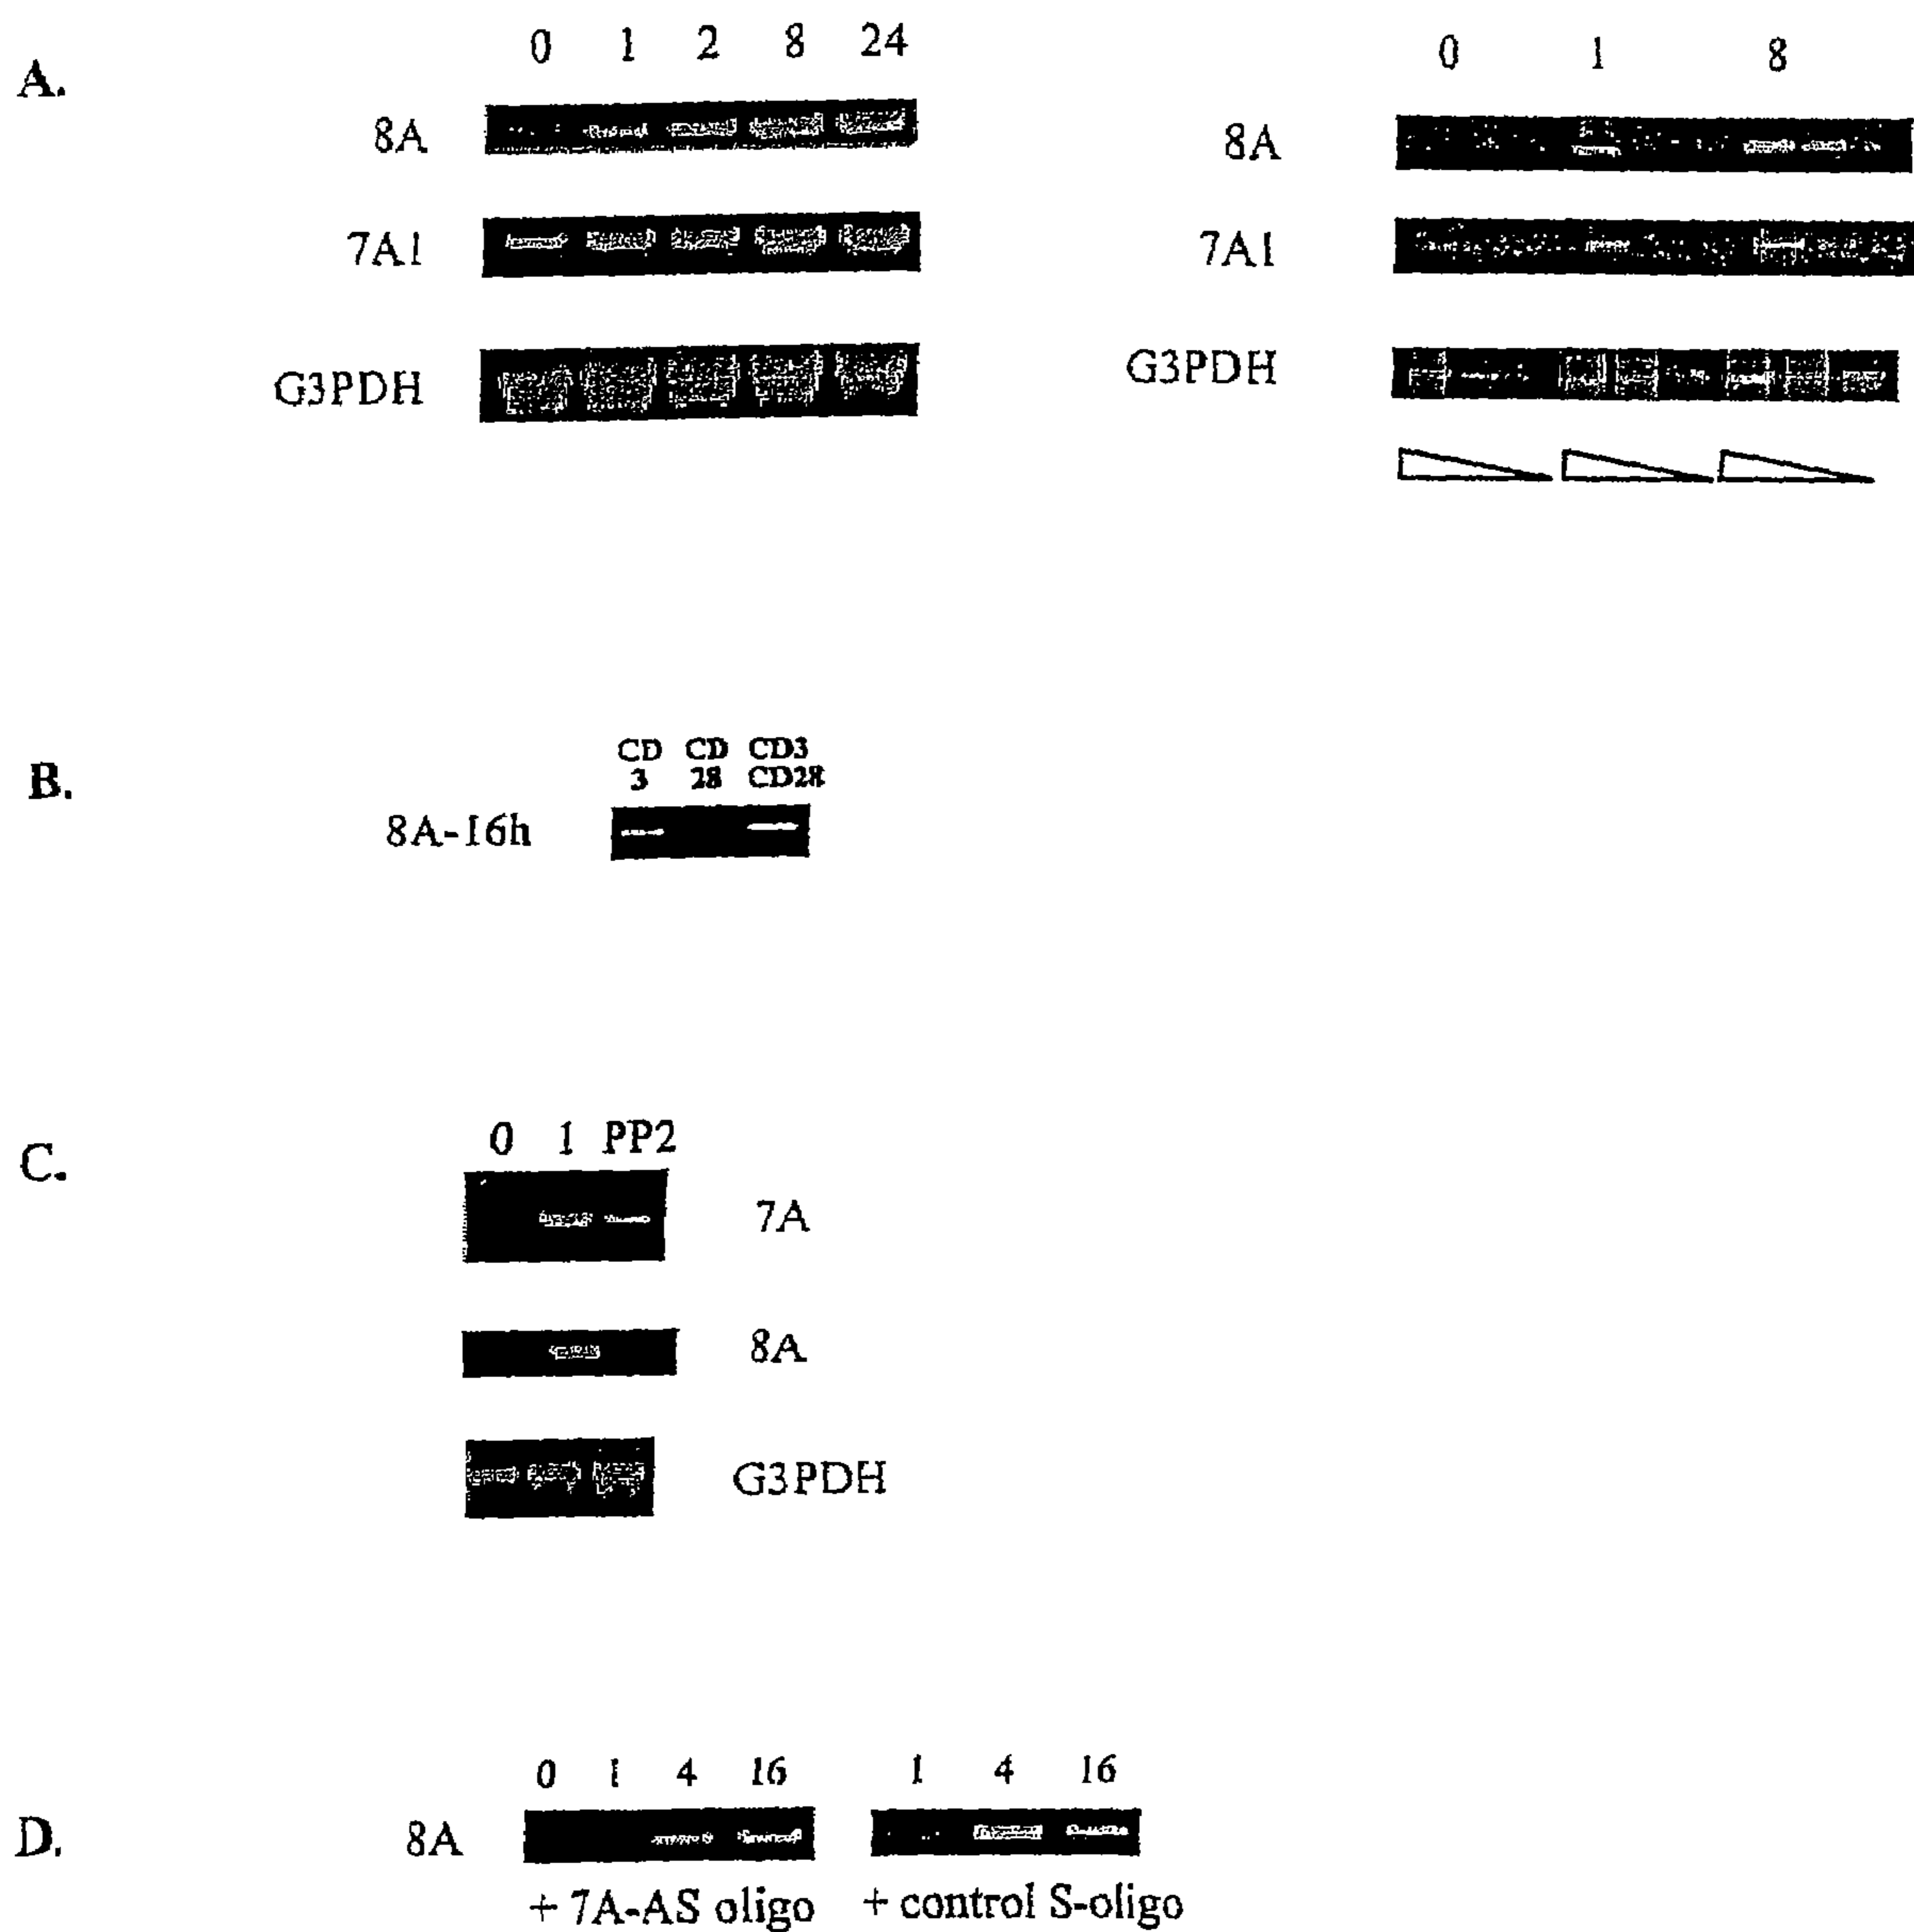 A.
0 1 2 8 24
8A
7A1
G3PDH
0 1 8
8A
7A1
G3PDH
B.
CD 3 CD 28 CD3 CD28
8A-16h
C.
0 1 PP2
7A
8A
G3PDH
D.
0 1 4 16
8A
+ 7A-AS oligo
1 4 16
+ control S-oligo